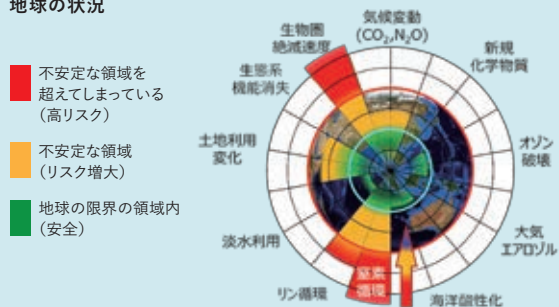 地球の状況
不安定な領域を
超えてしまっている
(高リスク)
不安定な領域
(リスク増大)
地球の限界の領域内
(安全)
気候変動
(CO₂,N₂O)
新規
化学物質
オゾン
破壊
大気
エアロゾル
海洋酸性化
窒素
循環
リン循環
淡水利用
土地利用
変化
生態系
機能消失
生物圏
絶滅速度